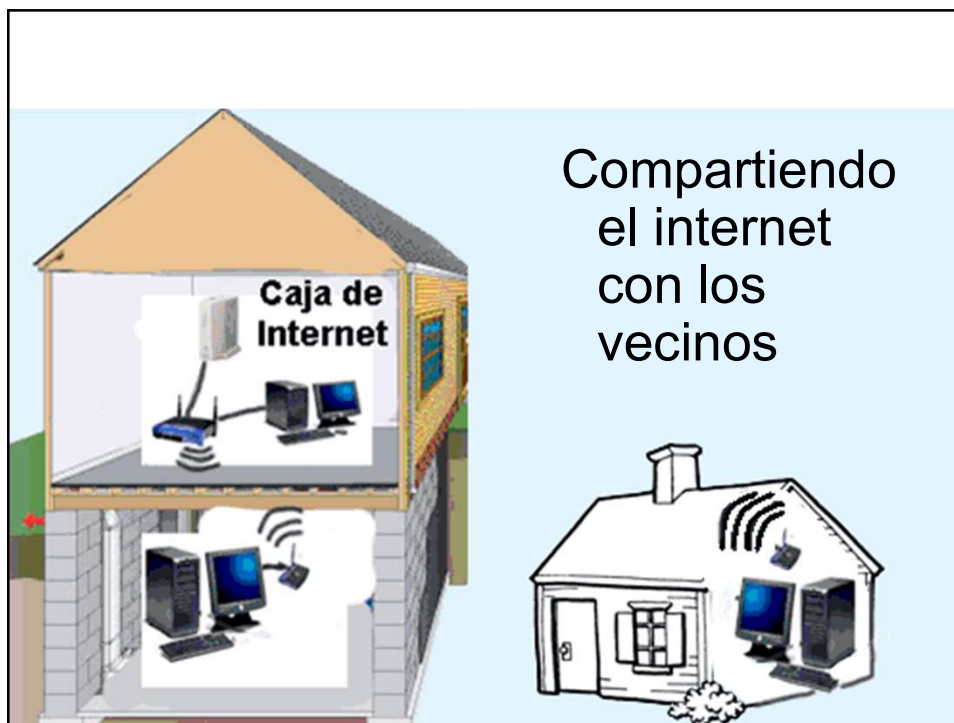 Compartiendo
el internet
con los
vecinos
Caja de
Internet